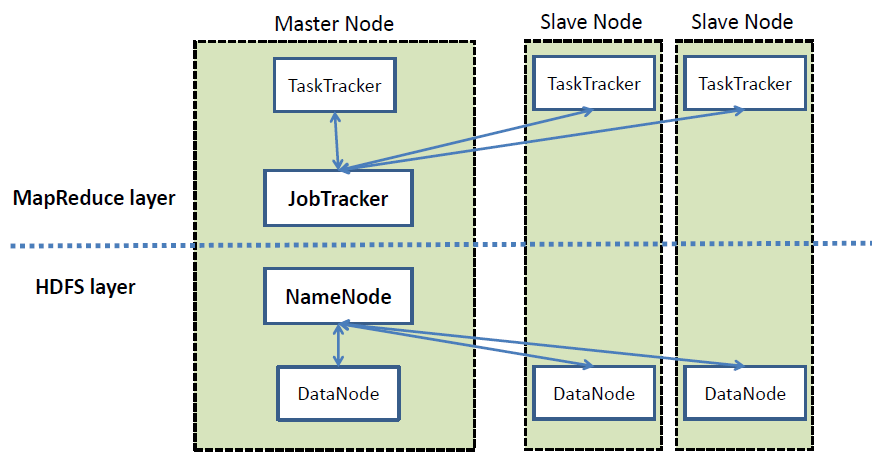 Master Node
Slave Node
Slave Node
TaskTracker
TaskTracker
TaskTracker
MapReduce layer
JobTracker
HDFS layer
NameNode
DataNode
DataNode
DataNode